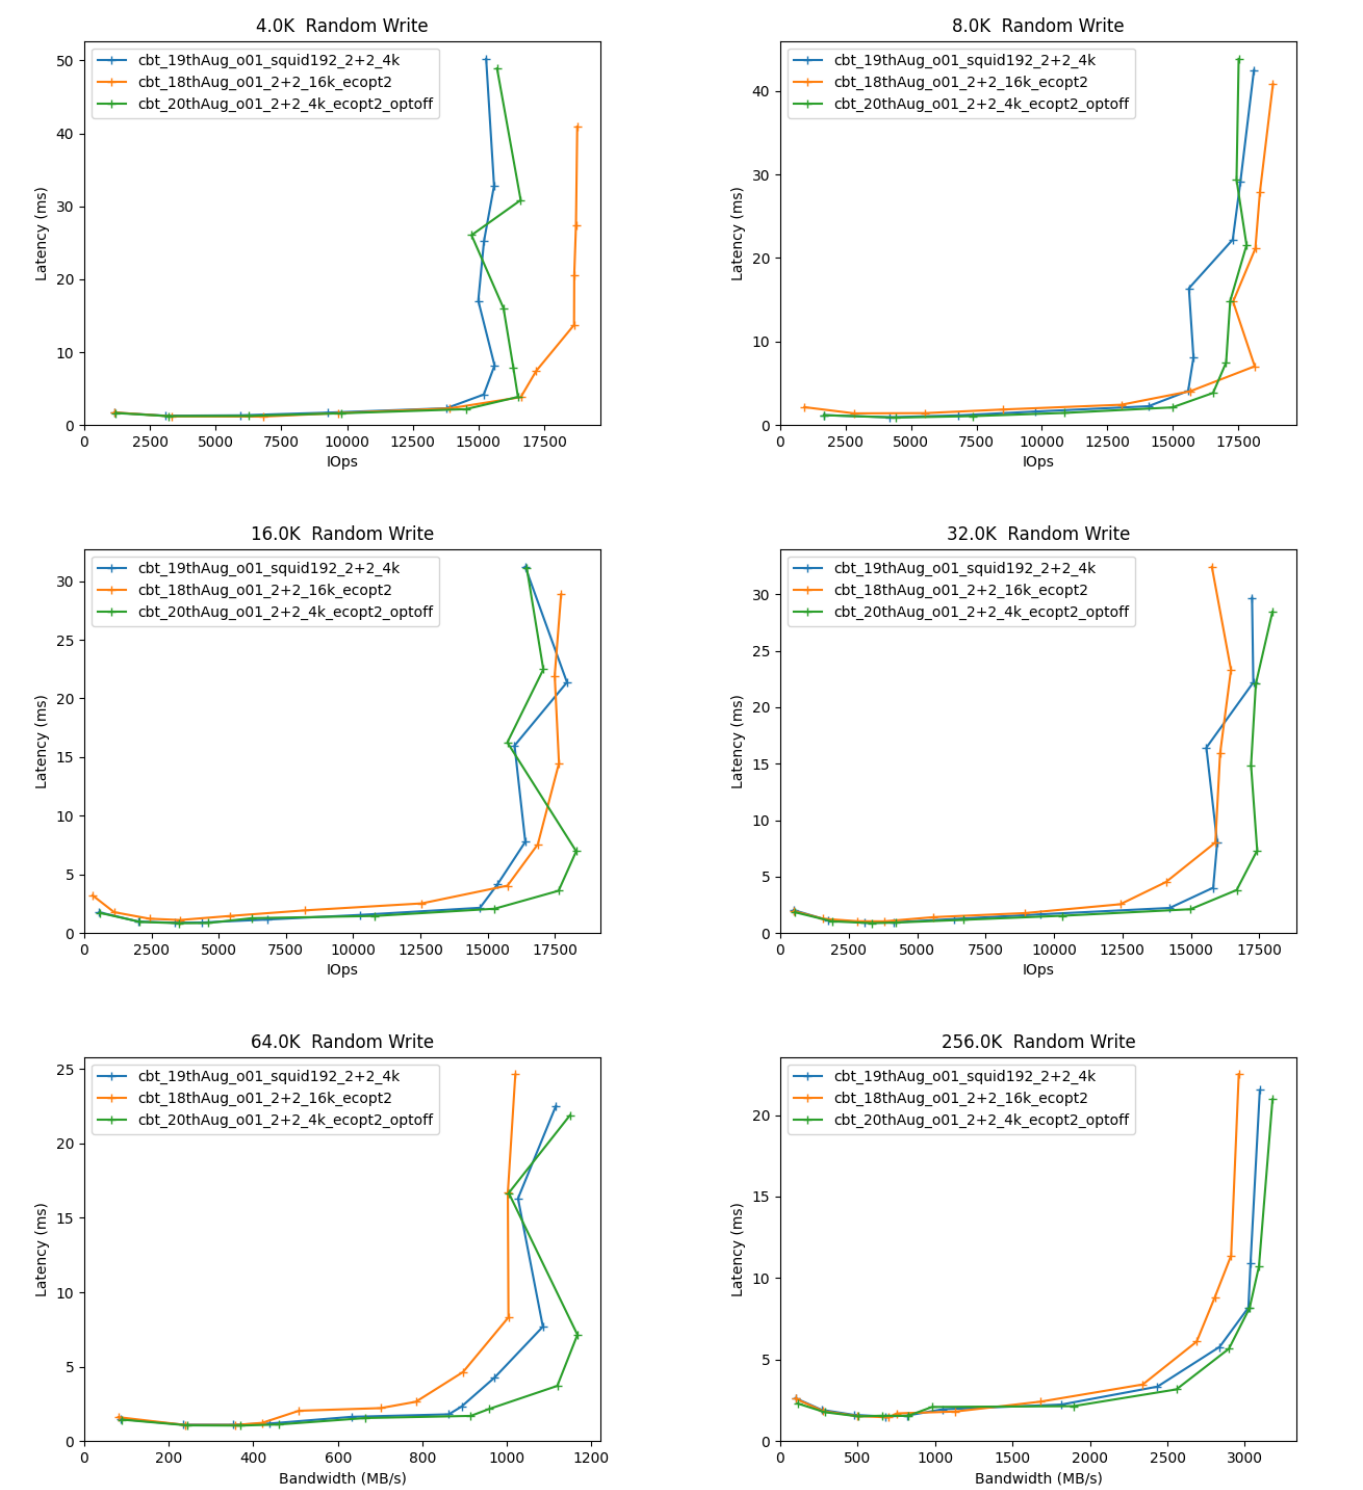 4.0K  Random Write
cbt_19thAug_o01_squid192_2+2_4k
cbt_18thAug_o01_2+2_16k_ecopt2
cbt_20thAug_o01_2+2_4k_ecopt2_optoff
Latency (ms)
50
40
30
20
10
0
0 2500 5000 7500 10000 12500 15000 17500
IOps
8.0K  Random Write
cbt_19thAug_o01_squid192_2+2_4k
cbt_18thAug_o01_2+2_16k_ecopt2
cbt_20thAug_o01_2+2_4k_ecopt2_optoff
Latency (ms)
40
30
20
10
0
0 2500 5000 7500 10000 12500 15000 17500
IOps
16.0K  Random Write
cbt_19thAug_o01_squid192_2+2_4k
cbt_18thAug_o01_2+2_16k_ecopt2
cbt_20thAug_o01_2+2_4k_ecopt2_optoff
Latency (ms)
30
25
20
15
10
5
0
0 2500 5000 7500 10000 12500 15000 17500
IOps
32.0K  Random Write
cbt_19thAug_o01_squid192_2+2_4k
cbt_18thAug_o01_2+2_16k_ecopt2
cbt_20thAug_o01_2+2_4k_ecopt2_optoff
Latency (ms)
30
25
20
15
10
5
0
0 2500 5000 7500 10000 12500 15000 17500
IOps
64.0K  Random Write
cbt_19thAug_o01_squid192_2+2_4k
cbt_18thAug_o01_2+2_16k_ecopt2
cbt_20thAug_o01_2+2_4k_ecopt2_optoff
Latency (ms)
25
20
15
10
5
0
0 200 400 600 800 1000 1200
Bandwidth (MB/s)
256.0K  Random Write
cbt_19thAug_o01_squid192_2+2_4k
cbt_18thAug_o01_2+2_16k_ecopt2
cbt_20thAug_o01_2+2_4k_ecopt2_optoff
Latency (ms)
20
15
10
5
0
0 500 1000 1500 2000 2500 3000
Bandwidth (MB/s)